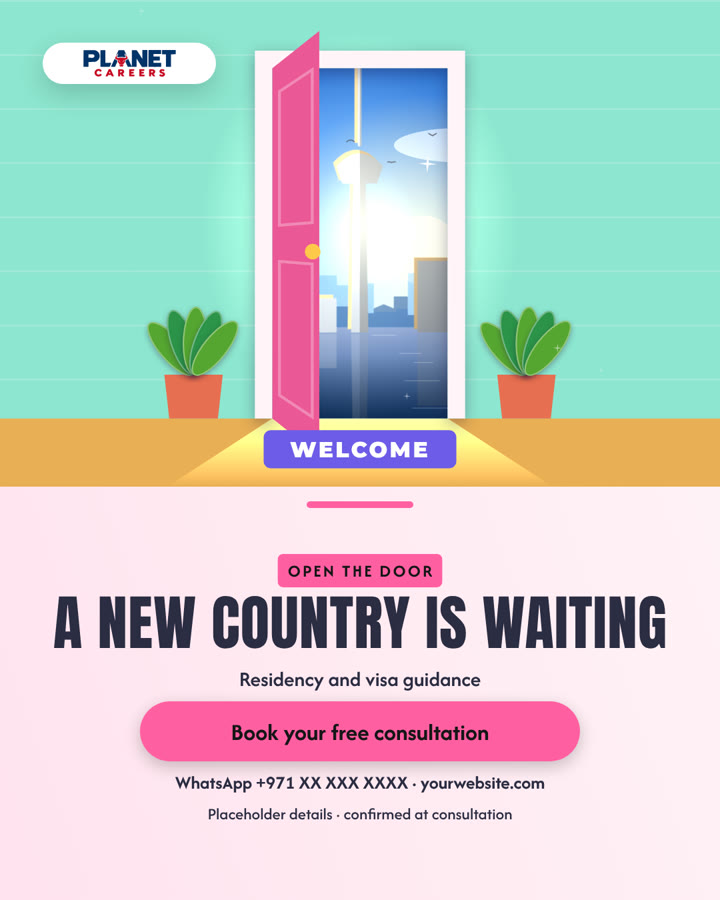 PLANET
CAREERS
WELCOME
OPEN THE DOOR
A NEW COUNTRY IS WAITING
Residency and visa guidance
Book your free consultation
WhatsApp +971 XX XXX XXXX · yourwebsite.com
Placeholder details · confirmed at consultation